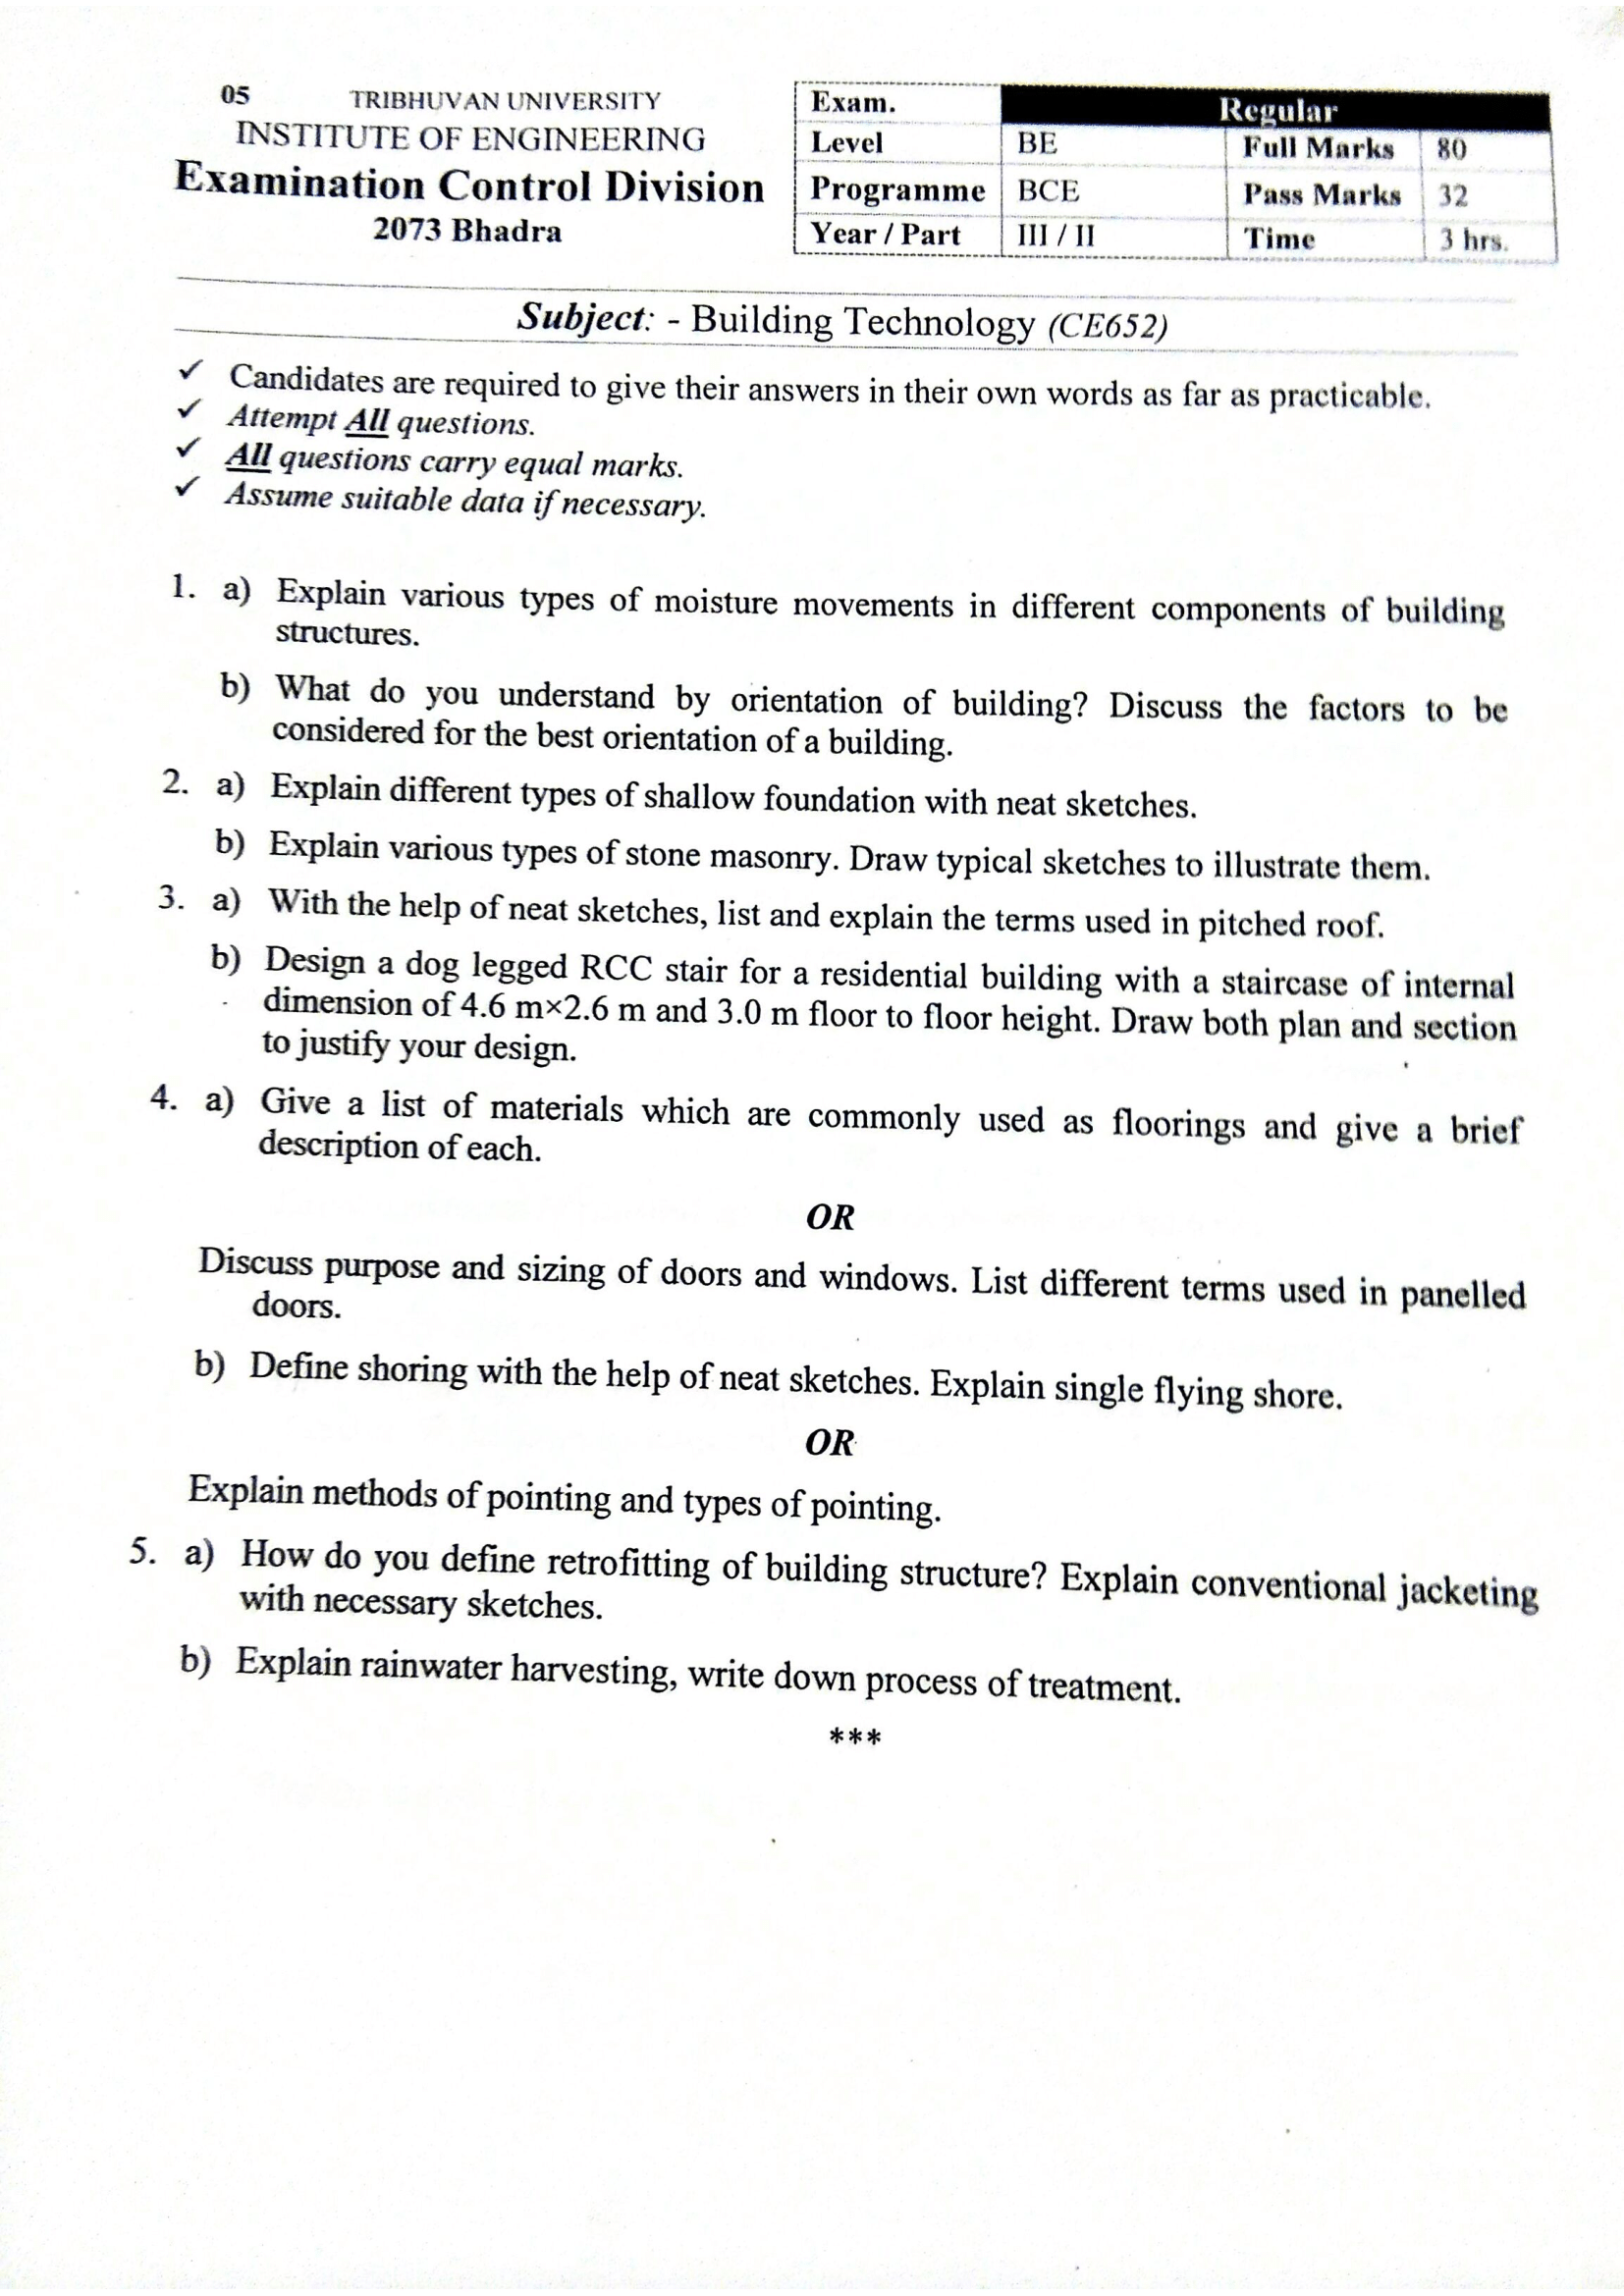 05 TRIBHUVAN UNIVERSITY
INSTITUTE OF ENGINEERING
Examination Control Division
2073 Bhadra
Exam. Regular
Level BE Full Marks 80
Programme BCE Pass Marks 32
Year / Part III / II Time 3 hrs.
Subject: - Building Technology (CE652)
✓ Candidates are required to give their answers in their own words as far as practicable.
✓ Attempt All questions.
✓ All questions carry equal marks.
✓ Assume suitable data if necessary.
1. a) Explain various types of moisture movements in different components of building
structures.
b) What do you understand by orientation of building? Discuss the factors to be
considered for the best orientation of a building.
2. a) Explain different types of shallow foundation with neat sketches.
b) Explain various types of stone masonry. Draw typical sketches to illustrate them.
3. a) With the help of neat sketches, list and explain the terms used in pitched roof.
b) Design a dog legged RCC stair for a residential building with a staircase of internal
dimension of 4.6 m×2.6 m and 3.0 m floor to floor height. Draw both plan and section
to justify your design.
4. a) Give a list of materials which are commonly used as floorings and give a brief
description of each.
OR
Discuss purpose and sizing of doors and windows. List different terms used in panelled
doors.
b) Define shoring with the help of neat sketches. Explain single flying shore.
OR
Explain methods of pointing and types of pointing.
5. a) How do you define retrofitting of building structure? Explain conventional jacketing
with necessary sketches.
b) Explain rainwater harvesting, write down process of treatment.
***